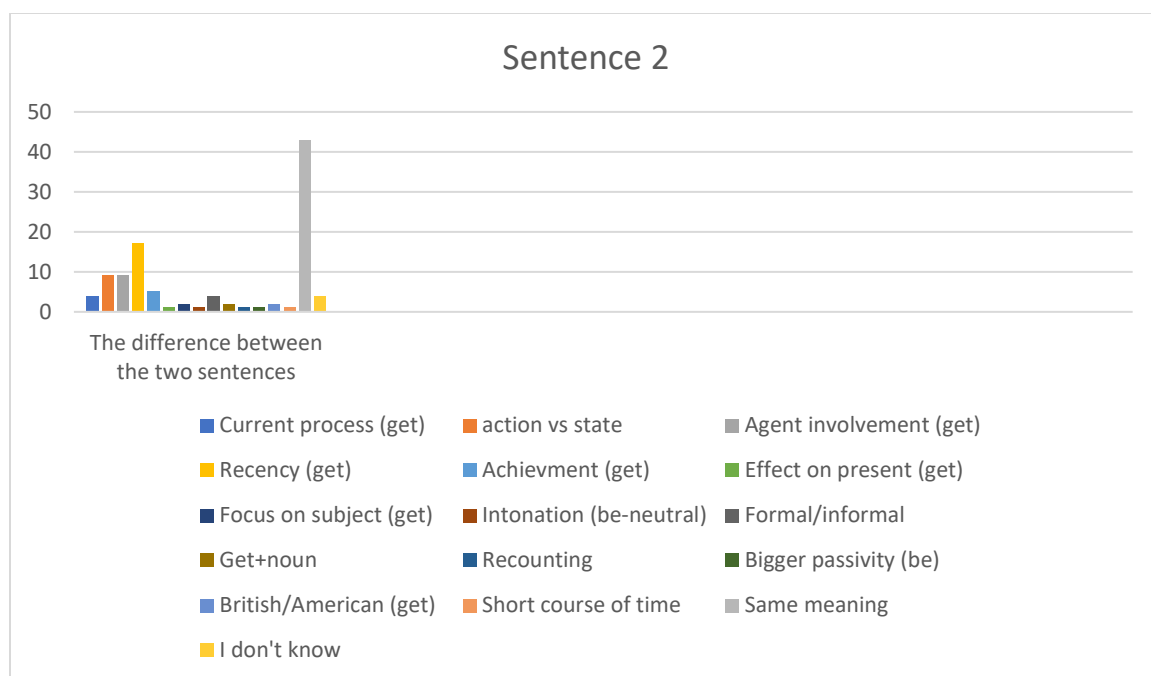 Sentence 2
50
40
30
20
10
0
The difference between
the two sentences
Current process (get) action vs state Agent involvement (get)
Recency (get) Achievment (get) Effect on present (get)
Focus on subject (get) Intonation (be-neutral) Formal/informal
Get+noun Recounting Bigger passivity (be)
British/American (get) Short course of time Same meaning
I don't know